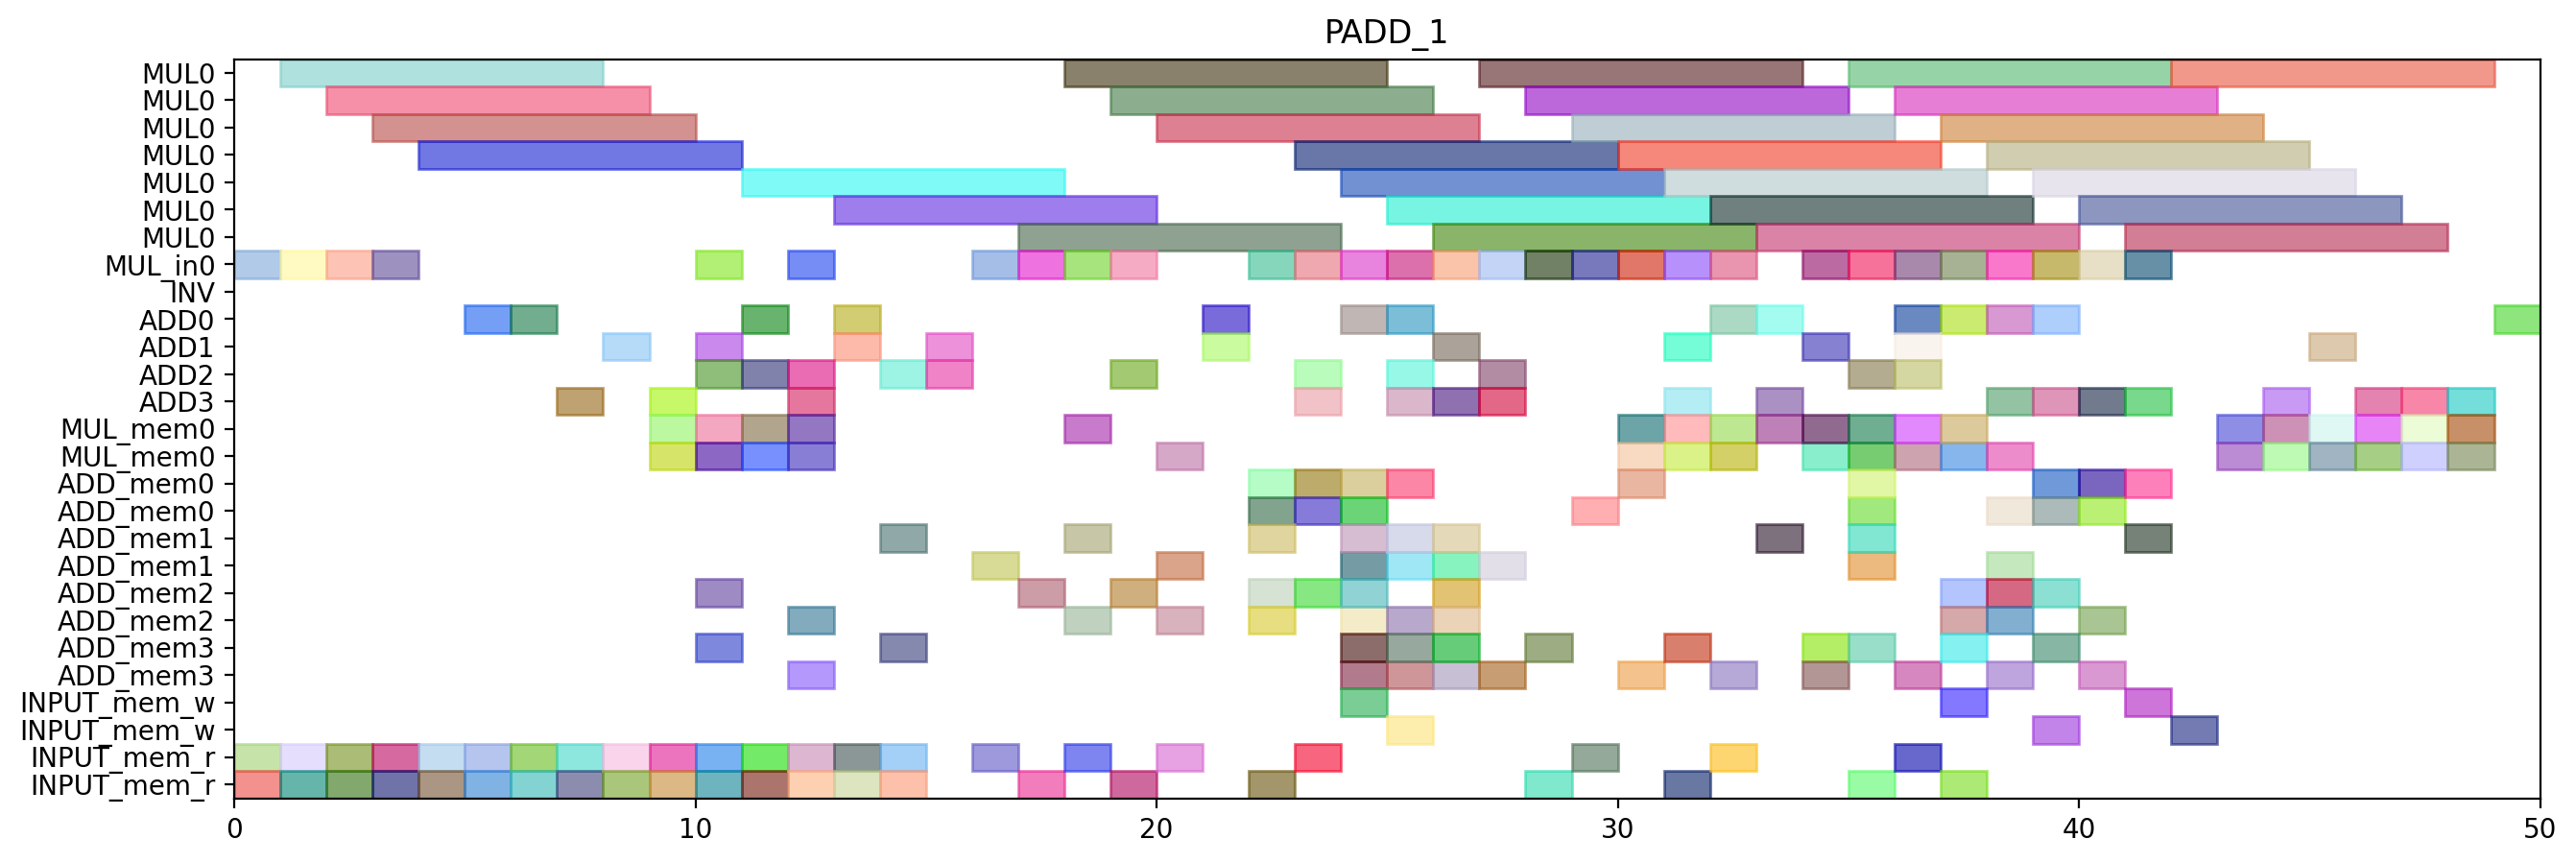 PADD_1
MUL0
MUL0
MUL0
MUL0
MUL0
MUL0
MUL0
MUL_in0
INV
ADD0
ADD1
ADD2
ADD3
MUL_mem0
MUL_mem0
ADD_mem0
ADD_mem0
ADD_mem1
ADD_mem1
ADD_mem2
ADD_mem2
ADD_mem3
ADD_mem3
INPUT_mem_w
INPUT_mem_w
INPUT_mem_r
INPUT_mem_r
0 10 20 30 40 50